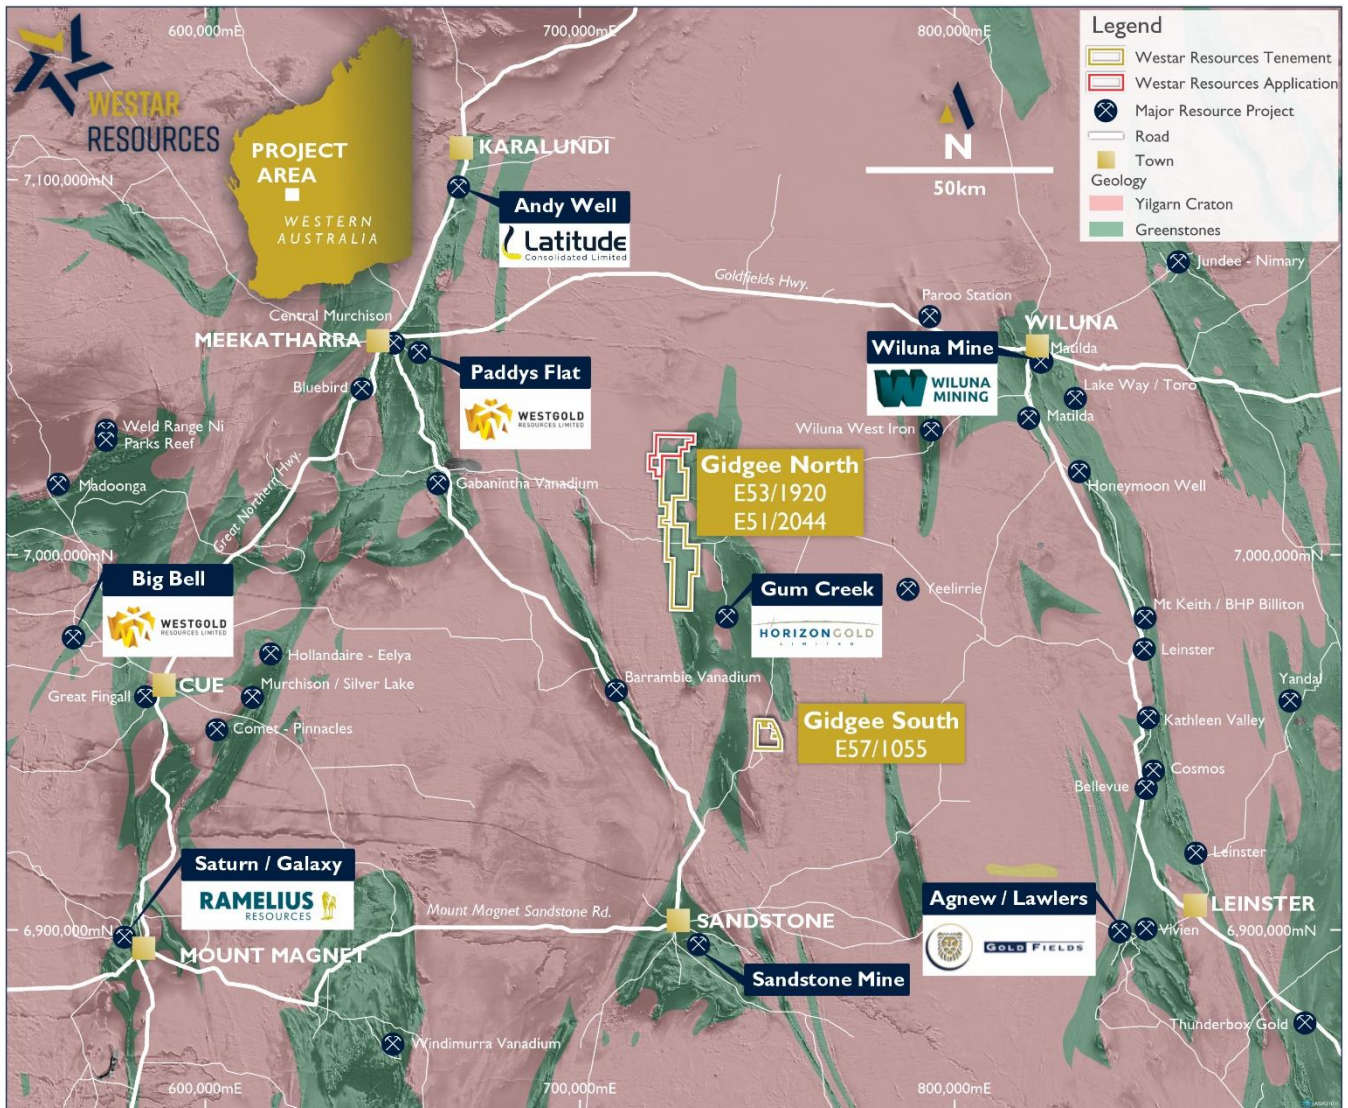 600,000mE
700,000mE
800,000mE
WESTAR
RESOURCES
PROJECT
AREA
WESTERN
AUSTRALIA
Legend
Westar Resources Tenement
Westar Resources Application
Major Resource Project
Road
Town
Geology
Yilgarn Craton
Greenstones
N
50km
7,100,000mN
KARALUNDI
Andy Well
Latitude
Consolidated Limited
Jundee - Nimary
Goldfields Hwy.
Paroo Station
Central Murchison
MEEKATHARRA
WILUNA
Wiluna Mine
Matilda
WILUNA
MINING
Paddys Flat
WESTGOLD
RESOURCES LIMITED
Bluebird
Lake Way / Toro
Matilda
Wiluna West Iron
Weld Range Ni
Parks Reef
Madoonga
Great Northern Hwy.
Gabanintha Vanadium
Gidgee North
E53/1920
E51/2044
Honeymoon Well
7,000,000mN
7,000,000mN
Big Bell
WESTGOLD
RESOURCES LIMITED
Gum Creek
HORIZONGOLD
LIMITED
Yeelirrie
Mt Keith / BHP Billiton
Leinster
Hollandaire - Eelya
Great Fingall
CUE
Murchison / Silver Lake
Comet - Pinnacles
Barrambie Vanadium
Yandal
Gidgee South
E57/1055
Kathleen Valley
Cosmos
Bellevue
Leinster
Saturn / Galaxy
RAMELIUS
RESOURCES
Mount Magnet Sandstone Rd.
SANDSTONE
Agnew / Lawlers
GOLD FIELDS
LEINSTER
Vivien
6,900,000mN
6,900,000mN
MOUNT MAGNET
Sandstone Mine
Windimurra Vanadium
Thunderbox Gold
600,000mE
700,000mE
800,000mE